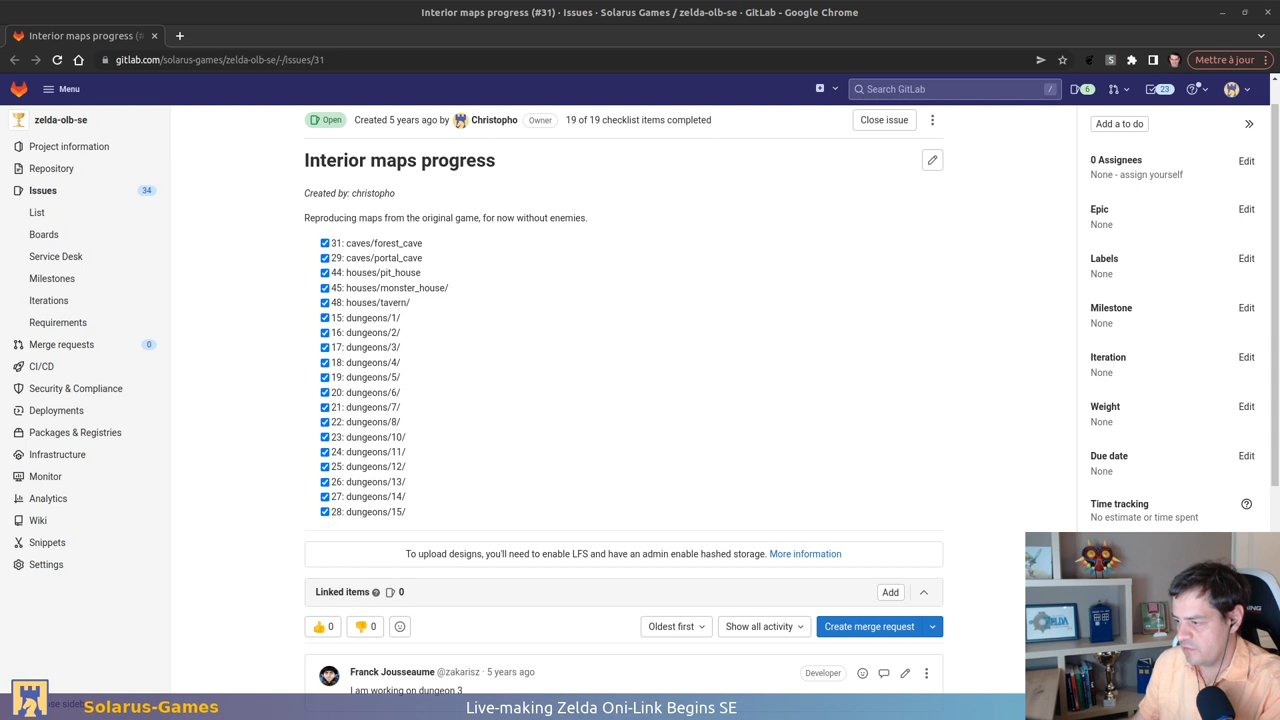 Interior maps progress (#31) · Issues · Solarus Games / zelda-olb-se · GitLab - Google Chrome
Interior maps progress (#
gitlab.com/solarus-games/zelda-olb-se/-/issues/31
Mettre à jour
Menu
Search GitLab
/
6
23
zelda-olb-se
Project information
Repository
Issues 34
List
Boards
Service Desk
Milestones
Iterations
Requirements
Merge requests 0
CI/CD
Security & Compliance
Deployments
Packages & Registries
Infrastructure
Monitor
Analytics
Wiki
Snippets
Settings
Open Created 5 years ago by Christopho Owner 19 of 19 checklist items completed
Close issue
Interior maps progress
Created by: christopho
Reproducing maps from the original game, for now without enemies.
31: caves/forest_cave
29: caves/portal_cave
44: houses/pit_house
45: houses/monster_house/
48: houses/tavern/
15: dungeons/1/
16: dungeons/2/
17: dungeons/3/
18: dungeons/4/
19: dungeons/5/
20: dungeons/6/
21: dungeons/7/
22: dungeons/8/
23: dungeons/10/
24: dungeons/11/
25: dungeons/12/
26: dungeons/13/
27: dungeons/14/
28: dungeons/15/
To upload designs, you'll need to enable LFS and have an admin enable hashed storage. More information
Linked items 0
Add
👍 0
👎 0
Oldest first
Show all activity
Create merge request
Franck Jousseaume @zakarisz · 5 years ago
Developer
I am working on dungeon 3
Add a to do
0 Assignees Edit
None - assign yourself
Epic Edit
None
Labels Edit
None
Milestone Edit
None
Iteration Edit
None
Weight Edit
None
Due date Edit
None
Time tracking
No estimate or time spent
Solarus-Games
Live-making Zelda Oni-Link Begins SE